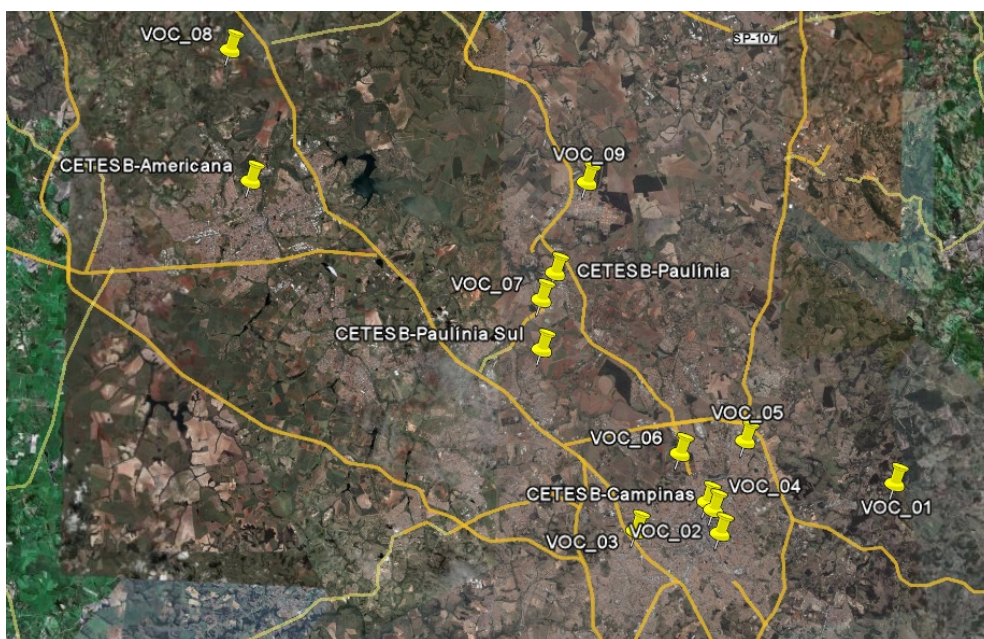 VOC_08
SP-107
CETESB-Americana
VOC_09
CETESB-Paulínia
VOC_07
CETESB-Paulínia Sul
VOC_05
VOC_06
CETESB-Campinas
VOC_04
VOC_01
VOC_02
VOC_03